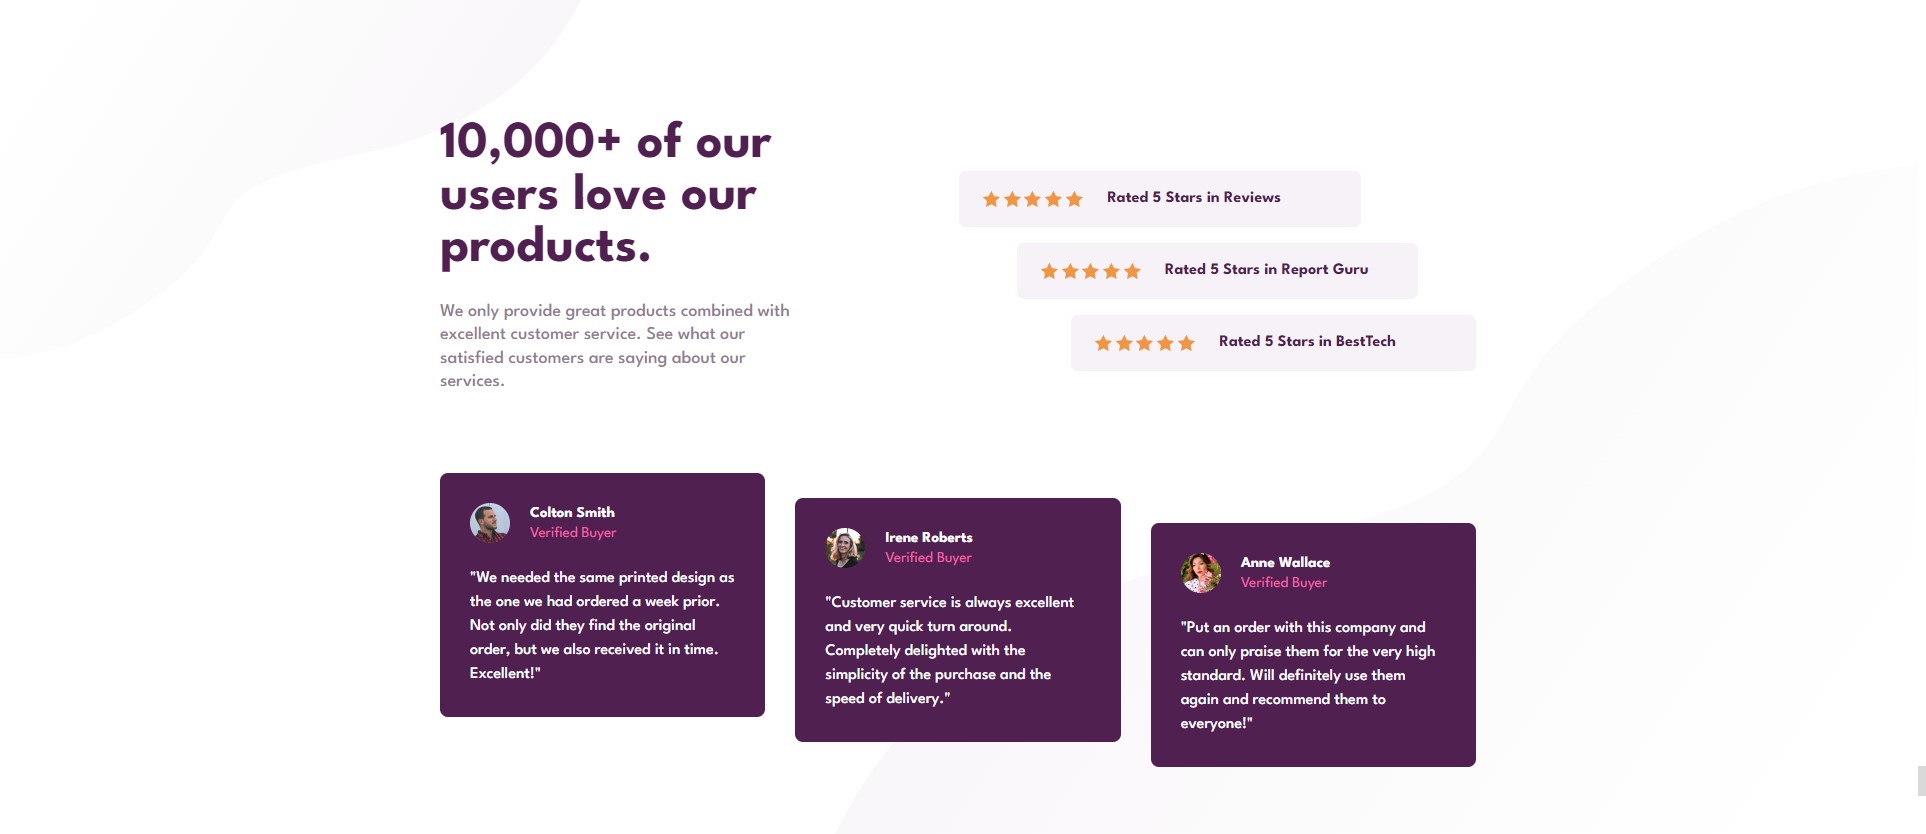 10,000+ of our
users love our
products.
We only provide great products combined with
excellent customer service. See what our
satisfied customers are saying about our
services.
Rated 5 Stars in Reviews
Rated 5 Stars in Report Guru
Rated 5 Stars in BestTech
Colton Smith
Verified Buyer
"We needed the same printed design as
the one we had ordered a week prior.
Not only did they find the original
order, but we also received it in time.
Excellent!"
Irene Roberts
Verified Buyer
"Customer service is always excellent
and very quick turn around.
Completely delighted with the
simplicity of the purchase and the
speed of delivery."
Anne Wallace
Verified Buyer
"Put an order with this company and
can only praise them for the very high
standard. Will definitely use them
again and recommend them to
everyone!"